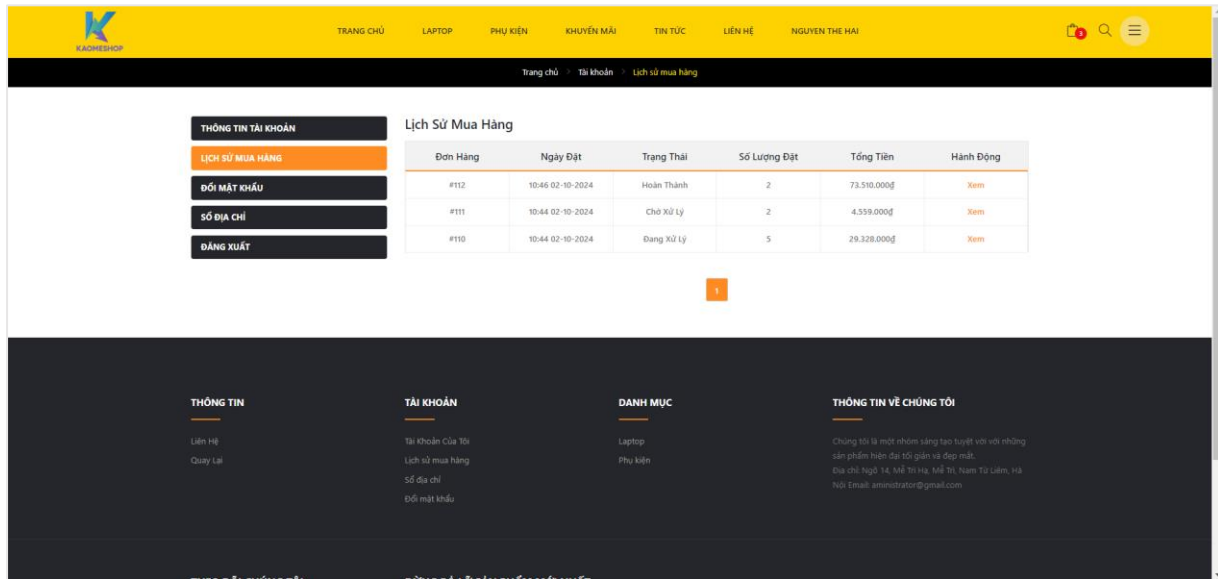 KAOMESHOP
TRANG CHỦ LAPTOP PHỤ KIỆN KHUYẾN MÃI TIN TỨC LIÊN HỆ NGUYEN THE HAI 3
Trang chủ > Tài khoản > Lịch sử mua hàng
THÔNG TIN TÀI KHOẢN
LỊCH SỬ MUA HÀNG
ĐỔI MẬT KHẨU
SỔ ĐỊA CHỈ
ĐĂNG XUẤT
Lịch Sử Mua Hàng
Đơn Hàng Ngày Đặt Trạng Thái Số Lượng Đặt Tổng Tiền Hành Động
#112 10:46 02-10-2024 Hoàn Thành 2 73.510.000₫ Xem
#111 10:44 02-10-2024 Chờ Xử Lý 2 4.559.000₫ Xem
#110 10:44 02-10-2024 Đang Xử Lý 5 29.328.000₫ Xem
1
THÔNG TIN
Liên Hệ
Quay Lại
TÀI KHOẢN
Tài Khoản Của Tôi
Lịch sử mua hàng
Sổ địa chỉ
Đổi mật khẩu
DANH MỤC
Laptop
Phụ kiện
THÔNG TIN VỀ CHÚNG TÔI
Chúng tôi là một nhóm sáng tạo tuyệt vời với những
sản phẩm hiện đại tối giản và đẹp mắt.
Địa chỉ: Ngõ 14, Mễ Trì Hạ, Mễ Trì, Nam Từ Liêm, Hà
Nội Email: aministrator@gmail.com